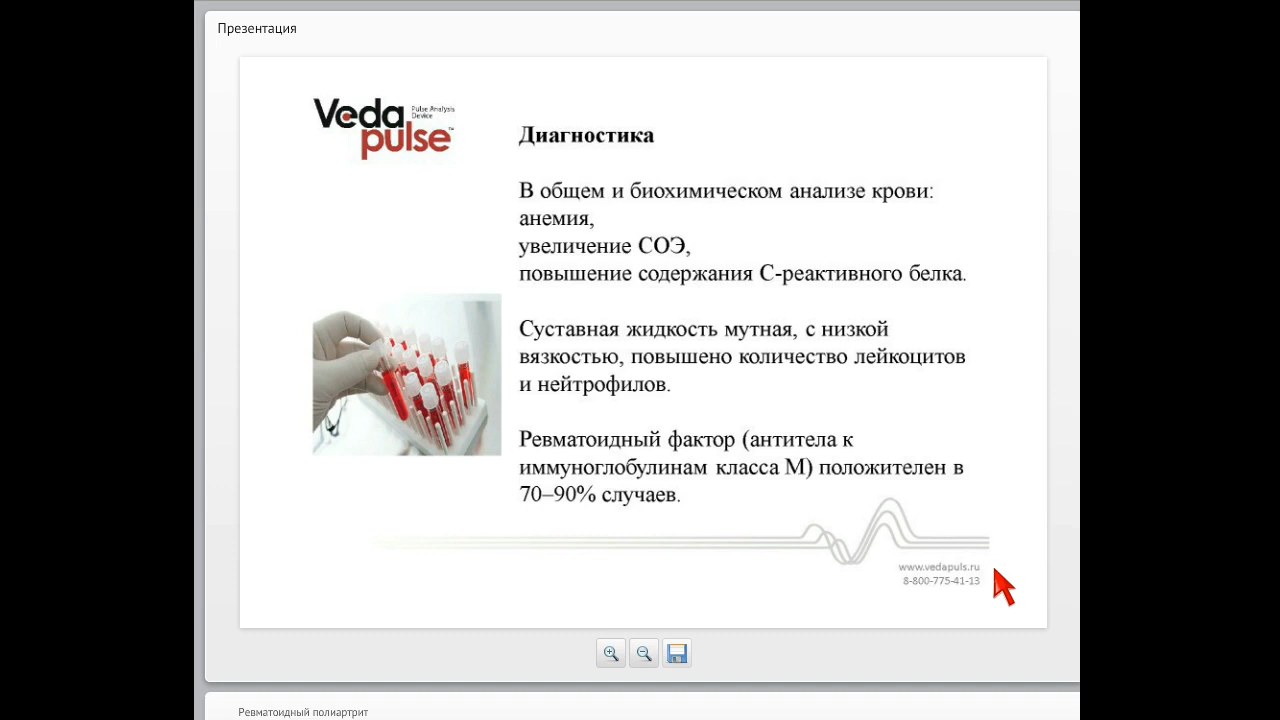 Презентация
Veda
pulse
Pulse Analysis
Device
™
Диагностика
В общем и биохимическом анализе крови:
анемия,
увеличение СОЭ,
повышение содержания С-реактивного белка.
Суставная жидкость мутная, с низкой
вязкостью, повышено количество лейкоцитов
и нейтрофилов.
Ревматоидный фактор (антитела к
иммуноглобулинам класса М) положителен в
70–90% случаев.
www.vedapuls.ru
8-800-775-41-13
Ревматоидный полиартрит